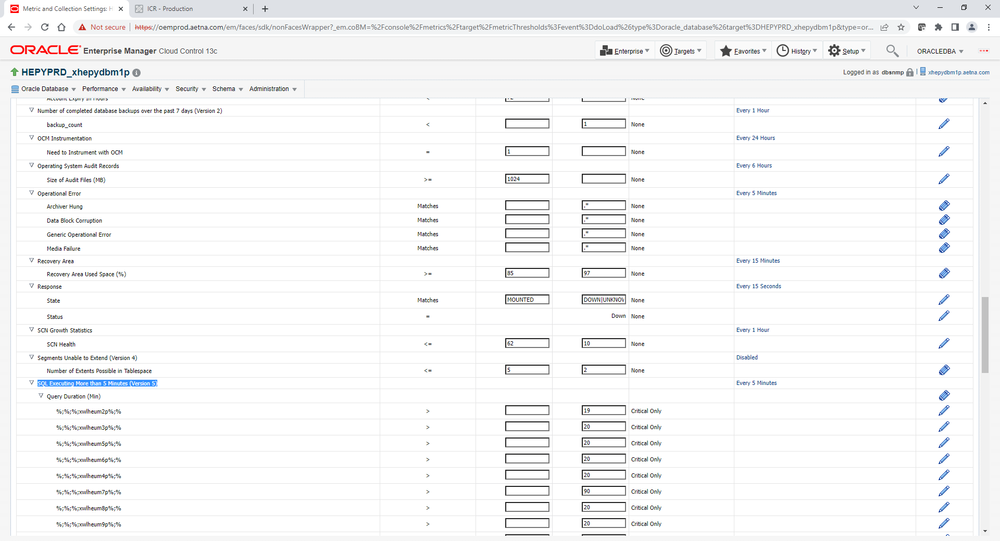 Metric and Collection Settings: H
ICR - Production
Not secure
https://oemprod.aetna.com/em/faces/sdk/nonFacesWrapper?_em.coBM=%2Fconsole%2Fmetrics%2Ftarget%2FmetricThresholds%3Fevent%3DdoLoad%26type%3Doracle_database%26target%3DHEPYPRD_xhepydbm1p&type=or...
ORACLE Enterprise Manager Cloud Control 13c
Enterprise Targets Favorites History Setup ORACLEDBA
HEPYPRD_xhepydbm1p
Logged in as dbsnmp xhepydbm1p.aetna.com
Oracle Database Performance Availability Security Schema Administration
Account Expiry In Hours < 72 None
Number of completed database backups over the past 7 days (Version 2) Every 1 Hour
backup_count < 1 None
OCM Instrumentation Every 24 Hours
Need to Instrument with OCM = 1 None
Operating System Audit Records Every 6 Hours
Size of Audit Files (MB) >= 1024 None
Operational Error Every 5 Minutes
Archiver Hung Matches .* None
Data Block Corruption Matches .* None
Generic Operational Error Matches .* None
Media Failure Matches .* None
Recovery Area Every 15 Minutes
Recovery Area Used Space (%) >= 85 97 None
Response Every 15 Seconds
State Matches MOUNTED DOWN|UNKNOV None
Status = Down None
SCN Growth Statistics Every 1 Hour
SCN Health <= 62 10 None
Segments Unable to Extend (Version 4) Disabled
Number of Extents Possible in Tablespace <= 5 2 None
SQL Executing More than 5 Minutes (Version 5) Every 5 Minutes
Query Duration (Min)
%;%;%;xwlheum2p%;% > 19 Critical Only
%;%;%;xwlheum3p%;% > 20 Critical Only
%;%;%;xwlheum5p%;% > 20 Critical Only
%;%;%;xwlheum6p%;% > 20 Critical Only
%;%;%;xwlheum4p%;% > 20 Critical Only
%;%;%;xwlheum7p%;% > 90 Critical Only
%;%;%;xwlheum8p%;% > 20 Critical Only
%;%;%;xwlheum9p%;% > 20 Critical Only